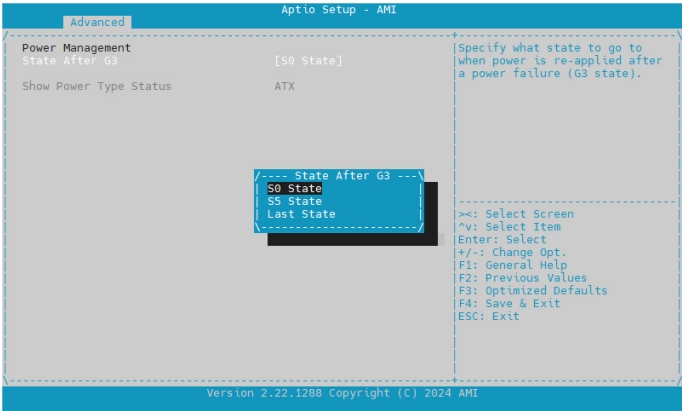 Aptio Setup - AMI
Advanced
Power Management
State After G3 [S0 State]
Show Power Type Status ATX
Specify what state to go to
when power is re-applied after
a power failure (G3 state).
State After G3
S0 State
S5 State
Last State
><: Select Screen
^v: Select Item
Enter: Select
+/-: Change Opt.
F1: General Help
F2: Previous Values
F3: Optimized Defaults
F4: Save & Exit
ESC: Exit
Version 2.22.1288 Copyright (C) 2024 AMI